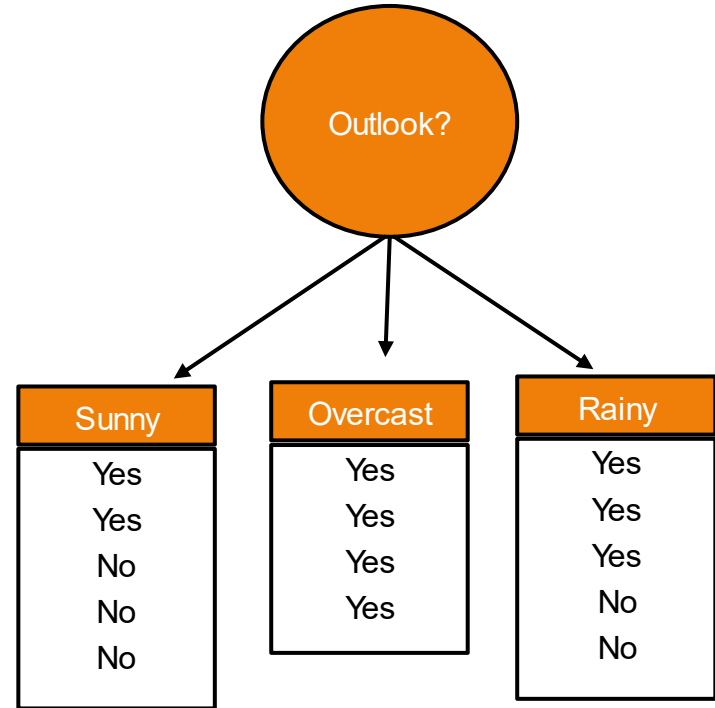 Outlook?
Sunny
Yes
Yes
No
No
No
Overcast
Yes
Yes
Yes
Yes
Rainy
Yes
Yes
Yes
No
No